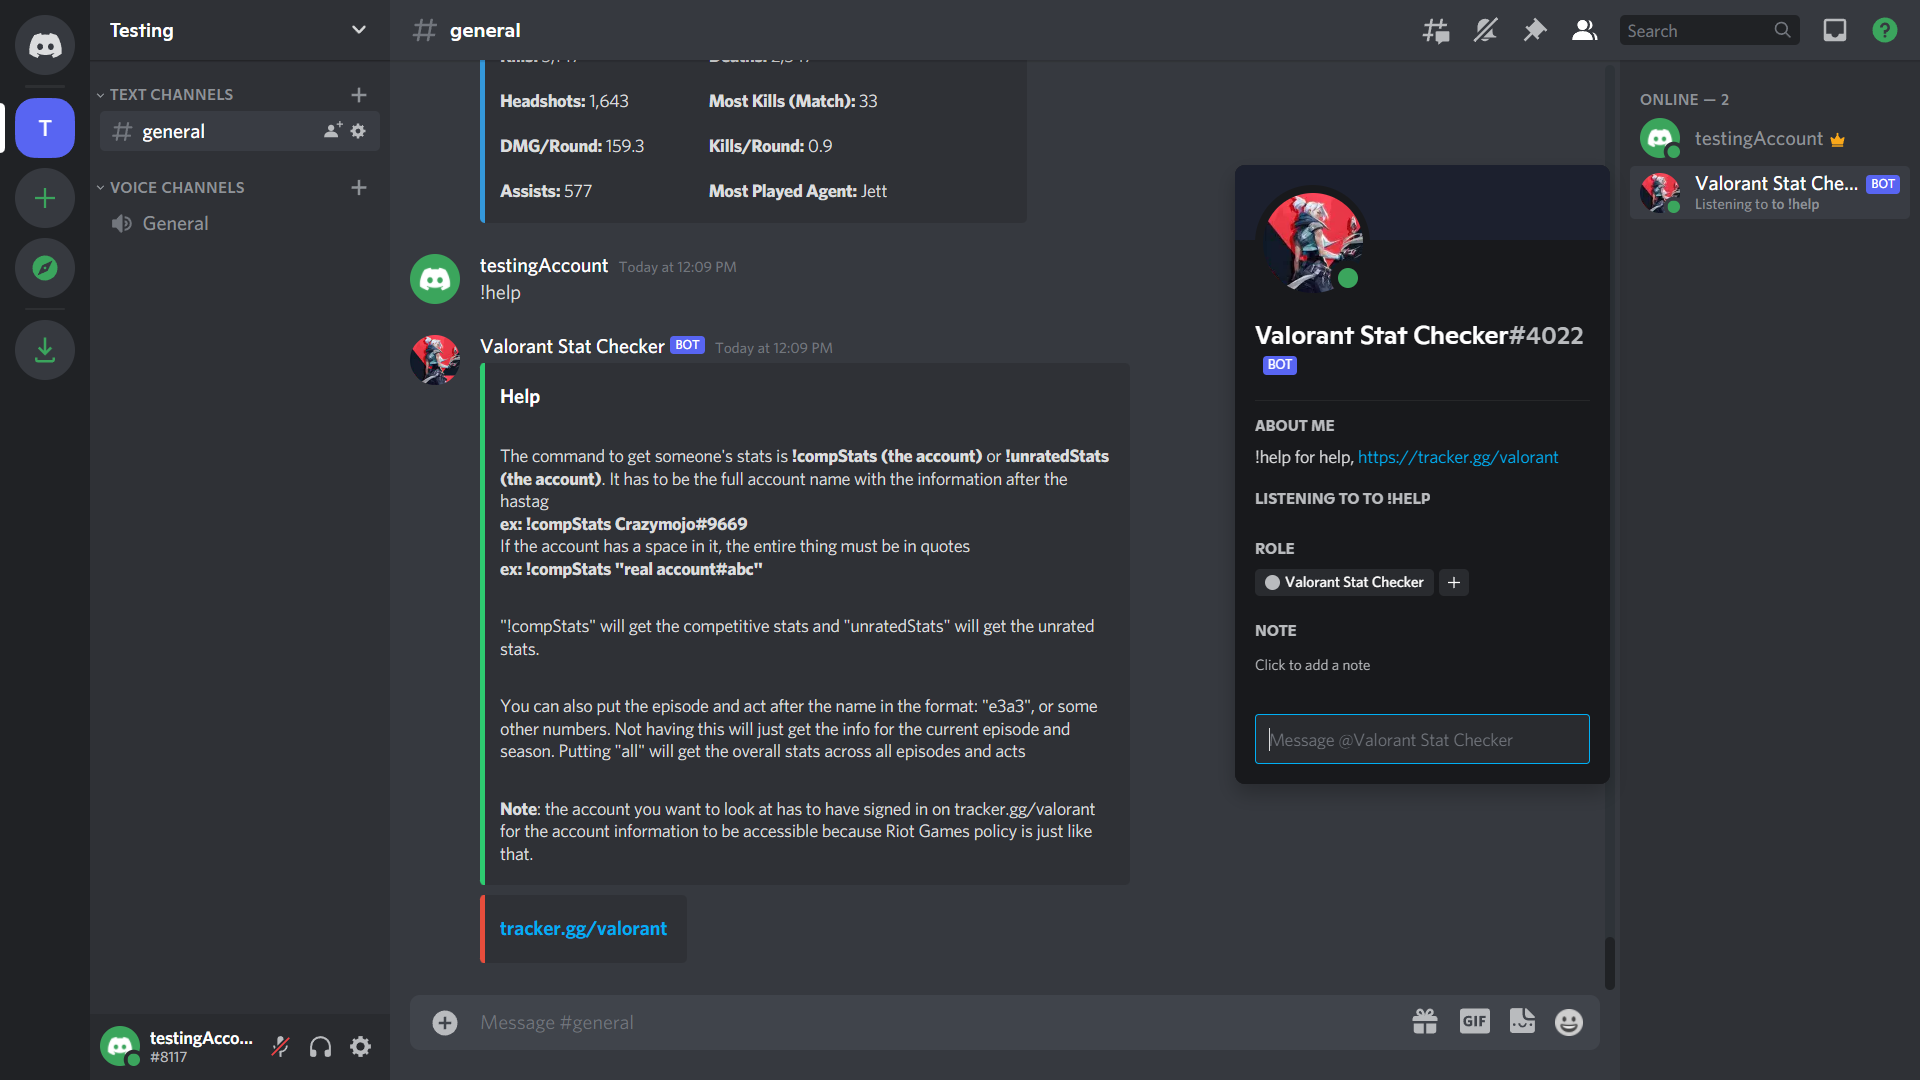 Testing
general
Search
TEXT CHANNELS
general
VOICE CHANNELS
General
T
Headshots: 1,643 Most Kills (Match): 33
DMG/Round: 159.3 Kills/Round: 0.9
Assists: 577 Most Played Agent: Jett
testingAccount Today at 12:09 PM
!help
Valorant Stat Checker BOT Today at 12:09 PM
Help
The command to get someone's stats is !compStats (the account) or !unratedStats
(the account). It has to be the full account name with the information after the
hastag
ex: !compStats Crazymojo#9669
If the account has a space in it, the entire thing must be in quotes
ex: !compStats "real account#abc"
"!compStats" will get the competitive stats and "unratedStats" will get the unrated
stats.
You can also put the episode and act after the name in the format: "e3a3", or some
other numbers. Not having this will just get the info for the current episode and
season. Putting "all" will get the overall stats across all episodes and acts
Note: the account you want to look at has to have signed in on tracker.gg/valorant
for the account information to be accessible because Riot Games policy is just like
that.
tracker.gg/valorant
Message #general
GIF
testingAcco...
#8117
Valorant Stat Checker#4022
BOT
ABOUT ME
!help for help, https://tracker.gg/valorant
LISTENING TO TO !HELP
ROLE
Valorant Stat Checker
NOTE
Click to add a note
Message @Valorant Stat Checker
ONLINE — 2
testingAccount
Valorant Stat Che... BOT
Listening to to !help